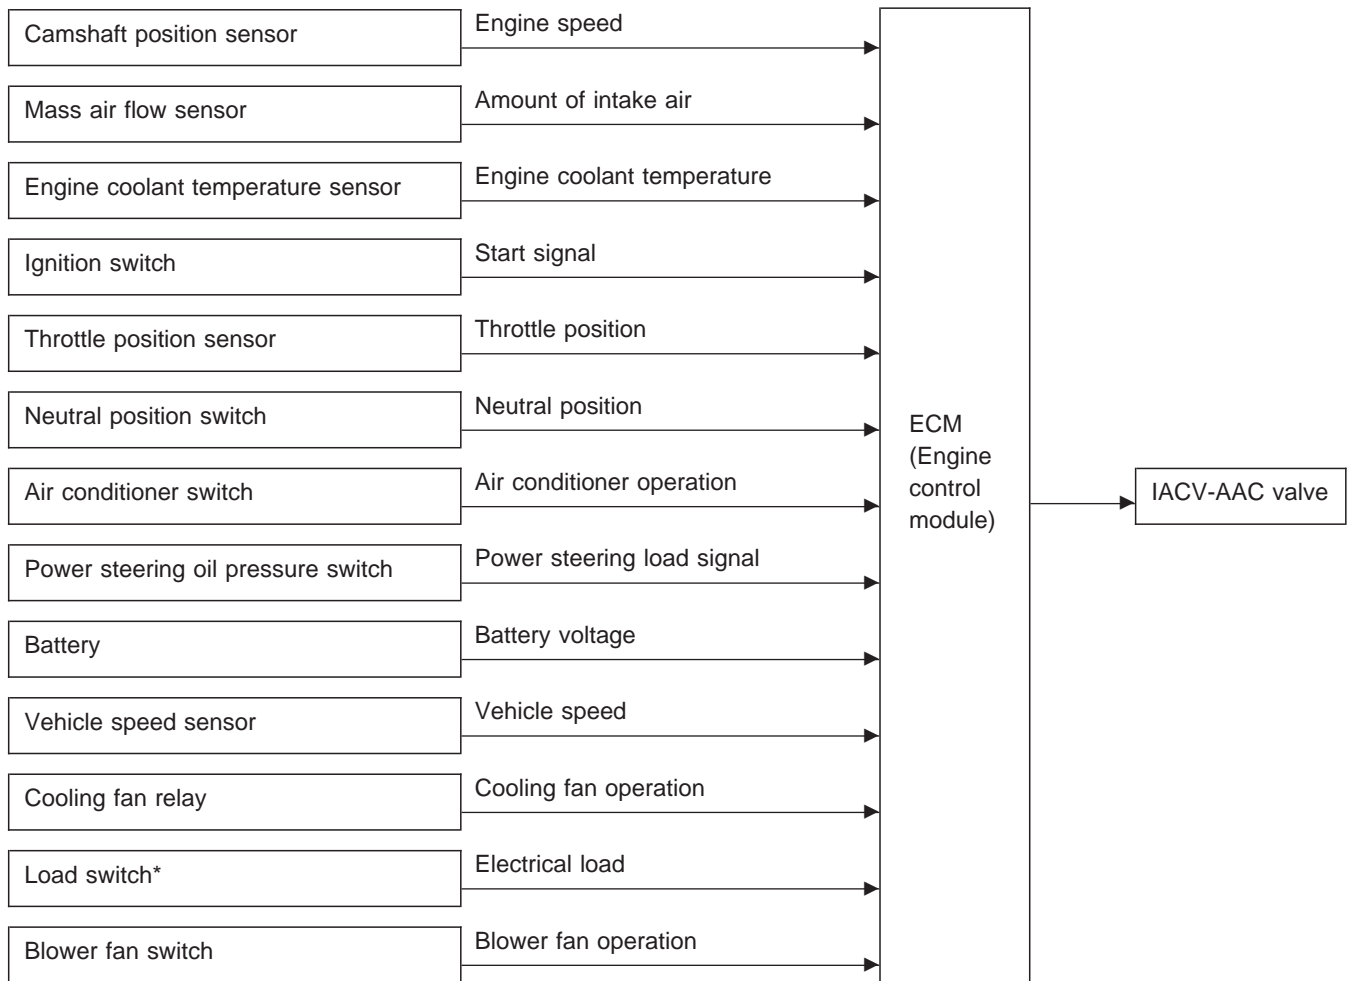 Camshaft position sensor
Engine speed
Mass air flow sensor
Amount of intake air
Engine coolant temperature sensor
Engine coolant temperature
Ignition switch
Start signal
Throttle position sensor
Throttle position
Neutral position switch
Neutral position
Air conditioner switch
Air conditioner operation
Power steering oil pressure switch
Power steering load signal
Battery
Battery voltage
Vehicle speed sensor
Vehicle speed
Cooling fan relay
Cooling fan operation
Load switch*
Electrical load
Blower fan switch
Blower fan operation
ECM
(Engine
control
module)
IACV-AAC valve